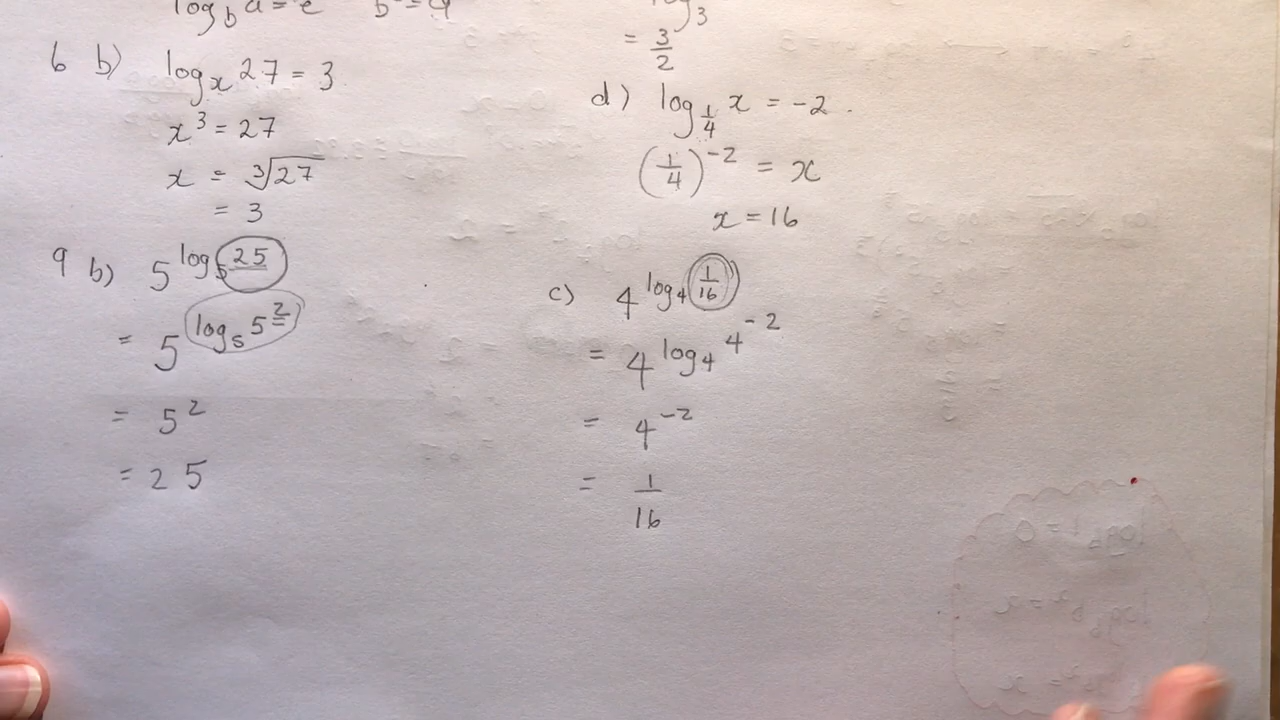 log_b a = e b^e = a
6 b) log_x 27 = 3
x^3 = 27
x = ∛27
= 3
9 b) 5^(log_5 25)
= 5^(log_5 5^2)
= 5^2
= 25
log_3
= 3/2
d) log_(1/4) x = -2.
(1/4)^-2 = x
x = 16
c) 4^(log_4 1/16)
= 4^(log_4 4^-2)
= 4^-2
= 1/16